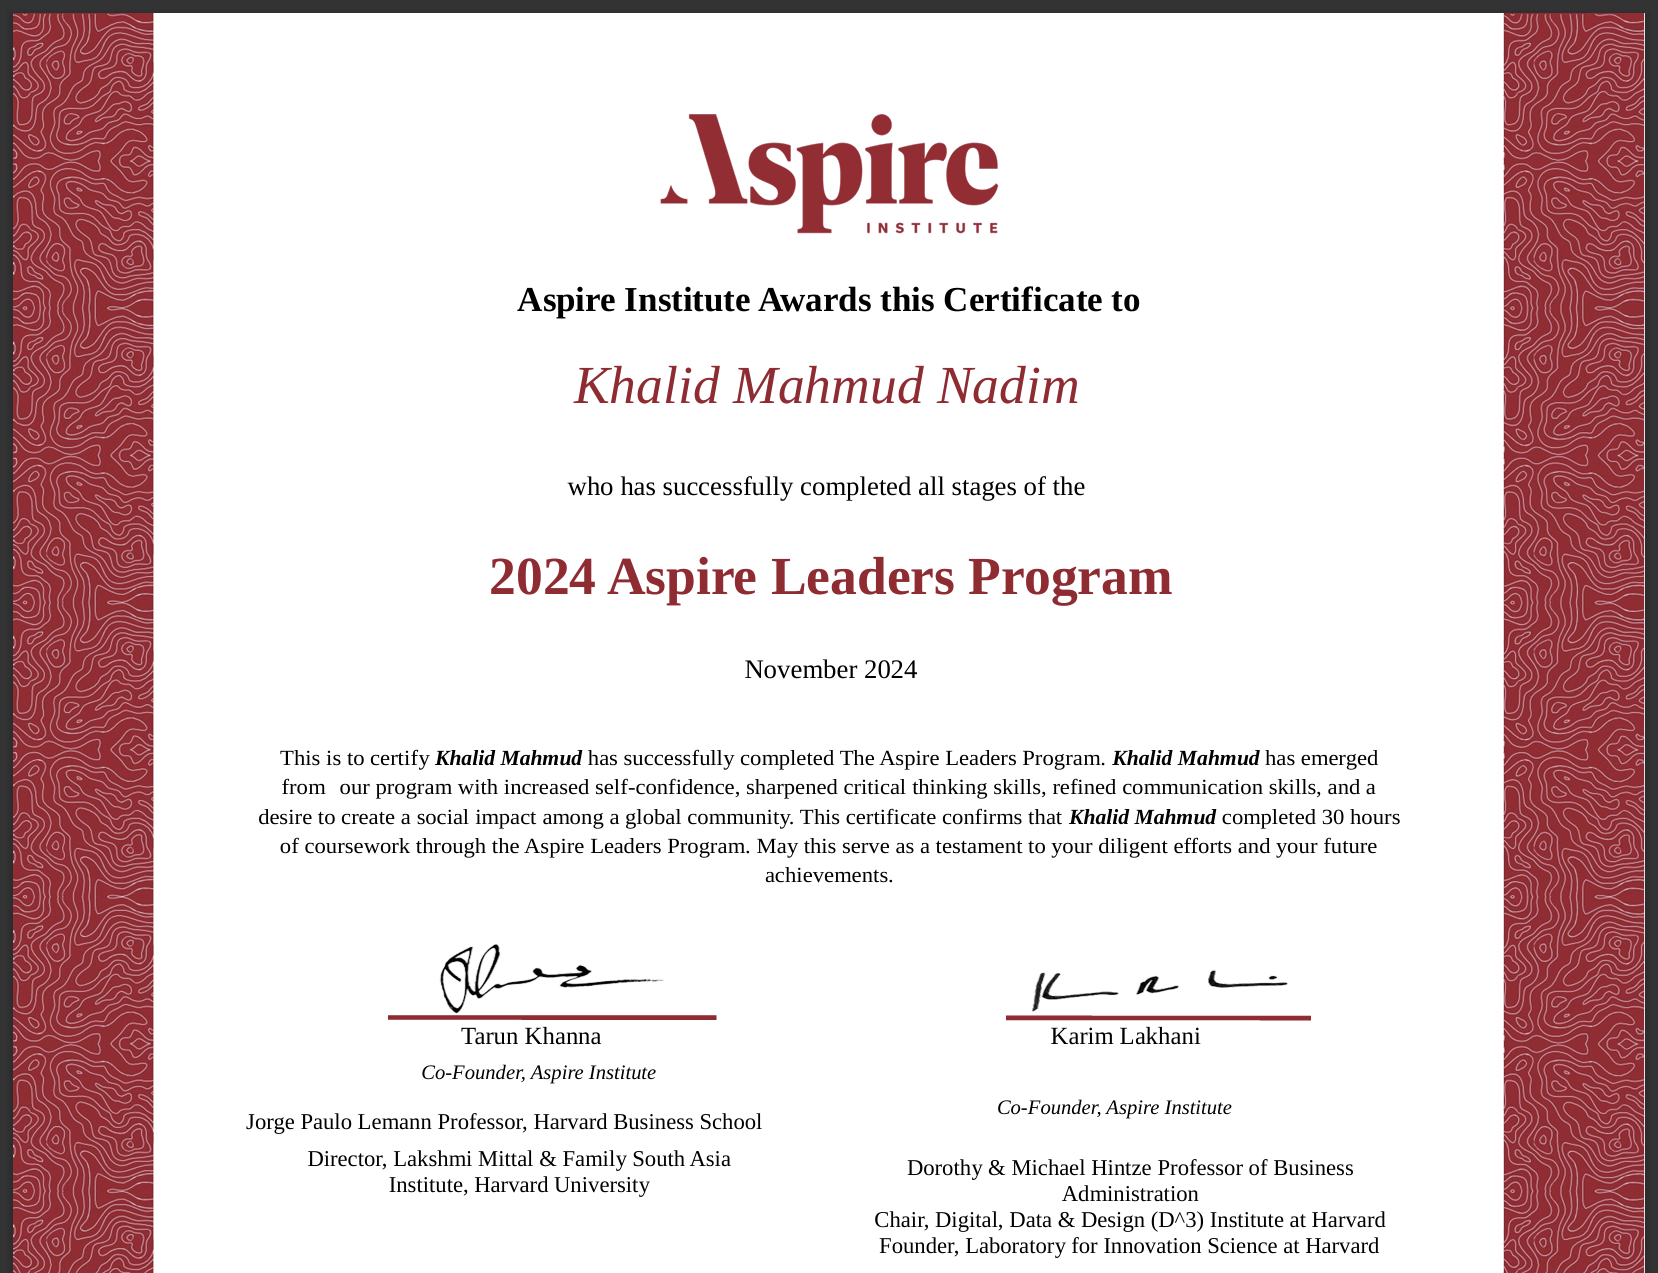 Aspire
INSTITUTE
Aspire Institute Awards this Certificate to
Khalid Mahmud Nadim
who has successfully completed all stages of the
2024 Aspire Leaders Program
November 2024
This is to certify Khalid Mahmud has successfully completed The Aspire Leaders Program. Khalid Mahmud has emerged
from our program with increased self-confidence, sharpened critical thinking skills, refined communication skills, and a
desire to create a social impact among a global community. This certificate confirms that Khalid Mahmud completed 30 hours
of coursework through the Aspire Leaders Program. May this serve as a testament to your diligent efforts and your future
achievements.
Tarun Khanna
Co-Founder, Aspire Institute
Jorge Paulo Lemann Professor, Harvard Business School
Director, Lakshmi Mittal & Family South Asia
Institute, Harvard University
Karim Lakhani
Co-Founder, Aspire Institute
Dorothy & Michael Hintze Professor of Business
Administration
Chair, Digital, Data & Design (D^3) Institute at Harvard
Founder, Laboratory for Innovation Science at Harvard